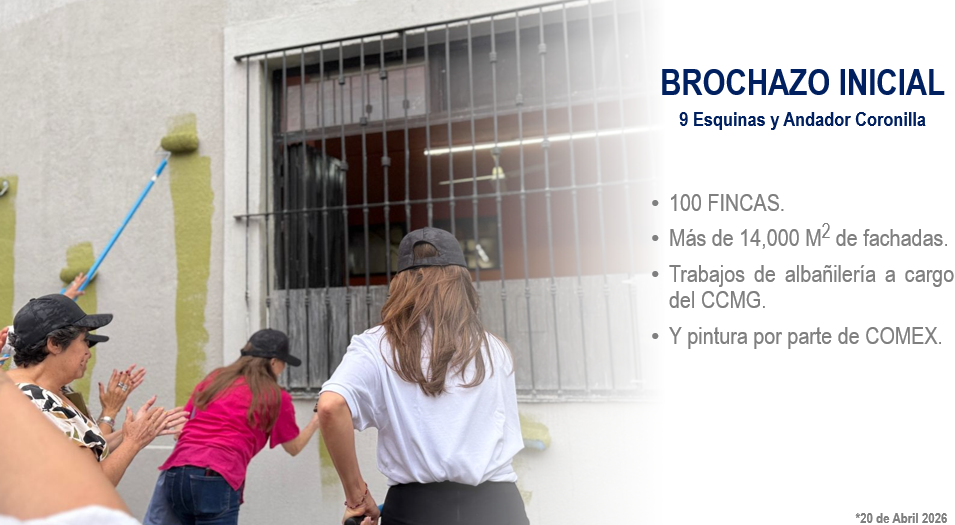 BROCHAZO INICIAL
9 Esquinas y Andador Coronilla
• 100 FINCAS.
• Más de 14,000 M² de fachadas.
• Trabajos de albañilería a cargo
del CCMG.
• Y pintura por parte de COMEX.
*20 de Abril 2026